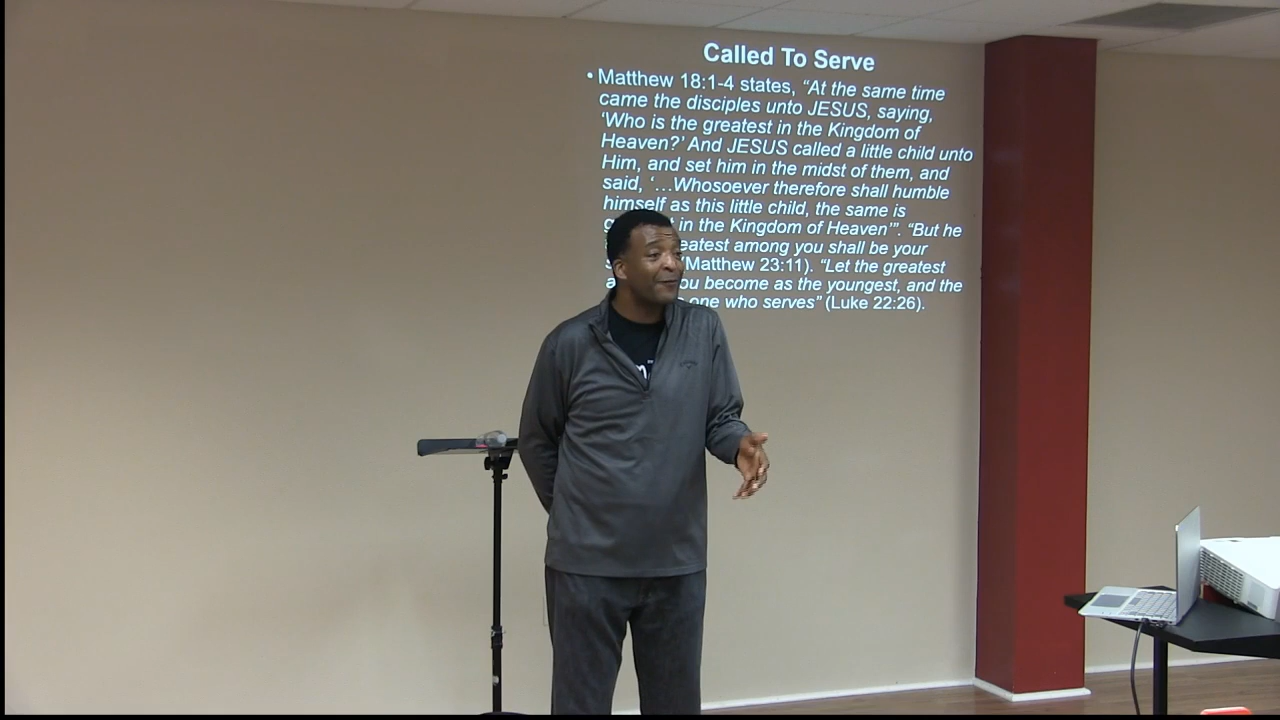 Called To Serve
• Matthew 18:1-4 states, “At the same time
came the disciples unto JESUS, saying,
‘Who is the greatest in the Kingdom of
Heaven?’ And JESUS called a little child unto
Him, and set him in the midst of them, and
said, ‘…Whosoever therefore shall humble
himself as this little child, the same is
in the Kingdom of Heaven’”. “But he
among you shall be your
(Matthew 23:11). “Let the greatest
become as the youngest, and the
one who serves” (Luke 22:26).